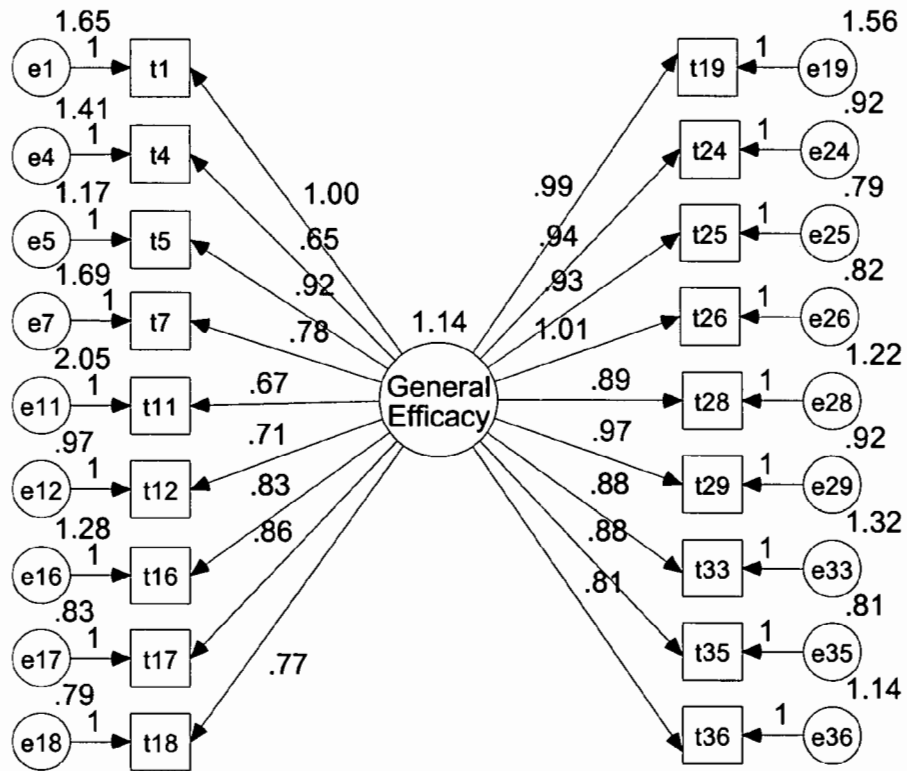 1.65
e1 1 t1
1.41
e4 1 t4
1.17
e5 1 t5
1.69
e7 1 t7
2.05
e11 1 t11
.97
e12 1 t12
1.28
e16 1 t16
.83
e17 1 t17
.79
e18 1 t18
1.00
.65
.92
.78
.67
.71
.83
.86
.77
1.14
General
Efficacy
.99
.94
.93
1.01
.89
.97
.88
.88
.81
1.56
t19 1 e19
.92
t24 1 e24
.79
t25 1 e25
.82
t26 1 e26
1.22
t28 1 e28
.92
t29 1 e29
1.32
t33 1 e33
.81
t35 1 e35
1.14
t36 1 e36